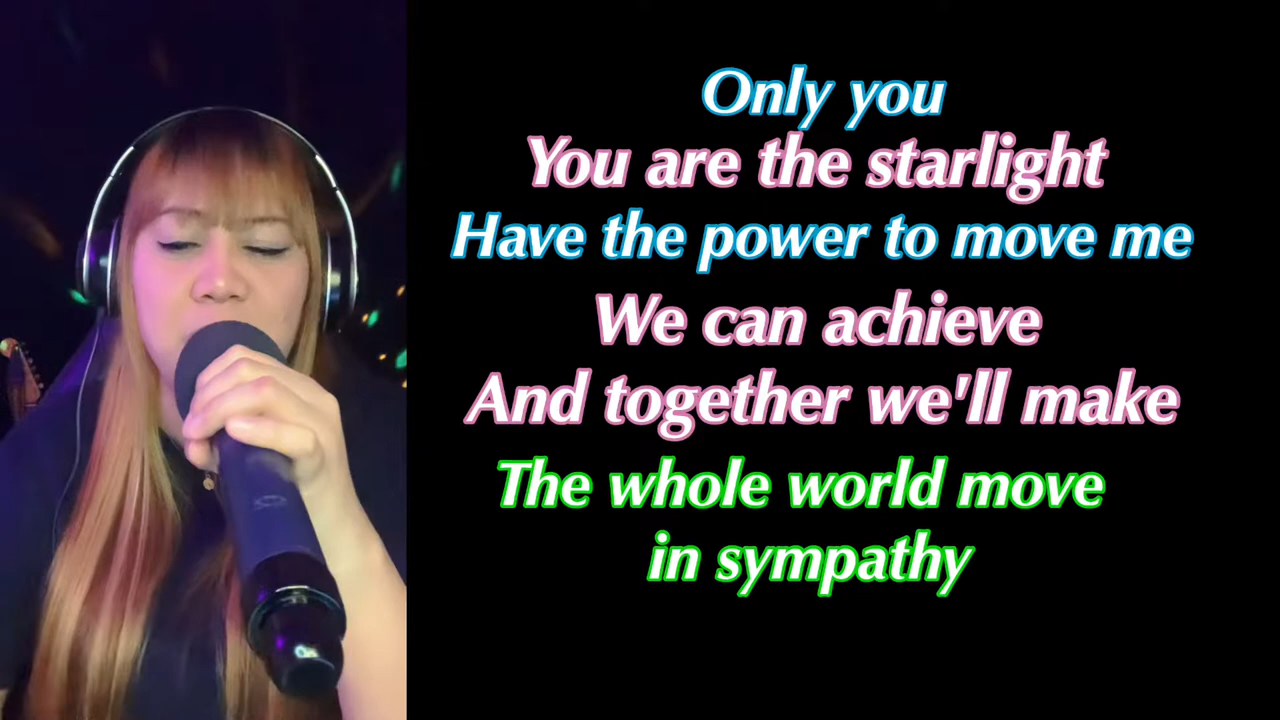 Only you
You are the starlight
Have the power to move me
We can achieve
And together we'll make
The whole world move
in sympathy